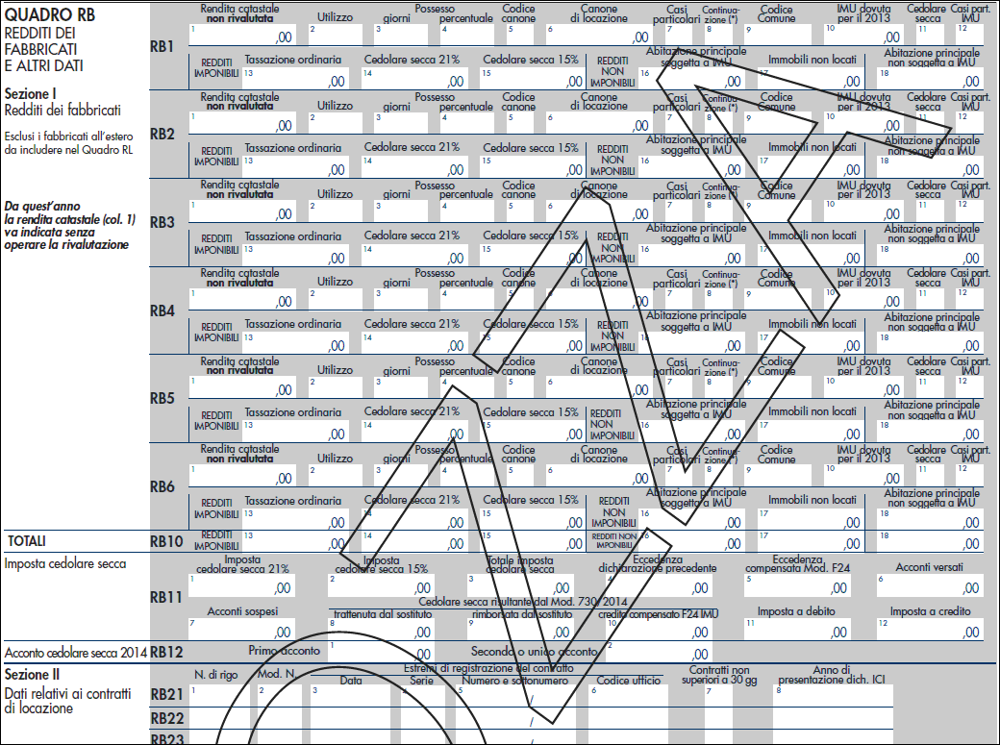 QUADRO RB
REDDITI DEI
FABBRICATI
E ALTRI DATI
Sezione I
Redditi dei fabbricati
Esclusi i fabbricati all'estero
da includere nel Quadro RL
Da quest'anno
la rendita catastale (col. 1)
va indicata senza
operare la rivalutazione
RB1
Rendita catastale non rivalutata Utilizzo Possesso giorni percentuale Codice canone Canone di locazione Casi particolari Continuazione (*) Codice Comune IMU dovuta per il 2013 Cedolare secca Casi part. IMU
1 ,00 2 3 4 5 6 ,00 7 8 9 10 ,00 11 12
REDDITI IMPONIBILI Tassazione ordinaria Cedolare secca 21% Cedolare secca 15% REDDITI NON IMPONIBILI Abitazione principale soggetta a IMU Immobili non locati Abitazione principale non soggetta a IMU
13 ,00 14 ,00 15 ,00 16 ,00 17 ,00 18 ,00
RB2
Rendita catastale non rivalutata Utilizzo Possesso giorni percentuale Codice canone Canone di locazione Casi particolari Continuazione (*) Codice Comune IMU dovuta per il 2013 Cedolare secca Casi part. IMU
1 ,00 2 3 4 5 6 ,00 7 8 9 10 ,00 11 12
REDDITI IMPONIBILI Tassazione ordinaria Cedolare secca 21% Cedolare secca 15% REDDITI NON IMPONIBILI Abitazione principale soggetta a IMU Immobili non locati Abitazione principale non soggetta a IMU
13 ,00 14 ,00 15 ,00 16 ,00 17 ,00 18 ,00
RB3
Rendita catastale non rivalutata Utilizzo Possesso giorni percentuale Codice canone Canone di locazione Casi particolari Continuazione (*) Codice Comune IMU dovuta per il 2013 Cedolare secca Casi part. IMU
1 ,00 2 3 4 5 6 ,00 7 8 9 10 ,00 11 12
REDDITI IMPONIBILI Tassazione ordinaria Cedolare secca 21% Cedolare secca 15% REDDITI NON IMPONIBILI Abitazione principale soggetta a IMU Immobili non locati Abitazione principale non soggetta a IMU
13 ,00 14 ,00 15 ,00 16 ,00 17 ,00 18 ,00
RB4
Rendita catastale non rivalutata Utilizzo Possesso giorni percentuale Codice canone Canone di locazione Casi particolari Continuazione (*) Codice Comune IMU dovuta per il 2013 Cedolare secca Casi part. IMU
1 ,00 2 3 4 5 6 ,00 7 8 9 10 ,00 11 12
REDDITI IMPONIBILI Tassazione ordinaria Cedolare secca 21% Cedolare secca 15% REDDITI NON IMPONIBILI Abitazione principale soggetta a IMU Immobili non locati Abitazione principale non soggetta a IMU
13 ,00 14 ,00 15 ,00 16 ,00 17 ,00 18 ,00
RB5
Rendita catastale non rivalutata Utilizzo Possesso giorni percentuale Codice canone Canone di locazione Casi particolari Continuazione (*) Codice Comune IMU dovuta per il 2013 Cedolare secca Casi part. IMU
1 ,00 2 3 4 5 6 ,00 7 8 9 10 ,00 11 12
REDDITI IMPONIBILI Tassazione ordinaria Cedolare secca 21% Cedolare secca 15% REDDITI NON IMPONIBILI Abitazione principale soggetta a IMU Immobili non locati Abitazione principale non soggetta a IMU
13 ,00 14 ,00 15 ,00 16 ,00 17 ,00 18 ,00
RB6
Rendita catastale non rivalutata Utilizzo Possesso giorni percentuale Codice canone Canone di locazione Casi particolari Continuazione (*) Codice Comune IMU dovuta per il 2013 Cedolare secca Casi part. IMU
1 ,00 2 3 4 5 6 ,00 7 8 9 10 ,00 11 12
REDDITI IMPONIBILI Tassazione ordinaria Cedolare secca 21% Cedolare secca 15% REDDITI NON IMPONIBILI Abitazione principale soggetta a IMU Immobili non locati Abitazione principale non soggetta a IMU
13 ,00 14 ,00 15 ,00 16 ,00 17 ,00 18 ,00
TOTALI RB10 REDDITI IMPONIBILI 13 ,00 14 ,00 15 ,00 REDDITI NON IMPONIBILI 16 ,00 17 ,00 18 ,00
Imposta cedolare secca
RB11
Imposta cedolare secca 21% Imposta cedolare secca 15% Totale imposta cedolare secca Eccedenza dichiarazione precedente Eccedenza compensata Mod. F24 Acconti versati
1 ,00 2 ,00 3 ,00 4 ,00 5 ,00 6 ,00
Cedolare secca risultante dal Mod. 730/2014
Acconti sospesi trattenuta dal sostituto rimborsata dal sostituto credito compensato F24 IMU Imposta a debito Imposta a credito
7 ,00 8 ,00 9 ,00 10 ,00 11 ,00 12 ,00
Acconto cedolare secca 2014 RB12 Primo acconto 1 ,00 Secondo o unico acconto 2 ,00
Sezione II
Dati relativi ai contratti
di locazione
N. di rigo Mod. N. Estremi di registrazione del contratto Data Serie Numero e sottonumero Codice ufficio Contratti non superiori a 30 gg Anno di presentazione dich. ICI
RB21 1 2 3 4 5 / 6 7 8
RB22 /
RB23 /